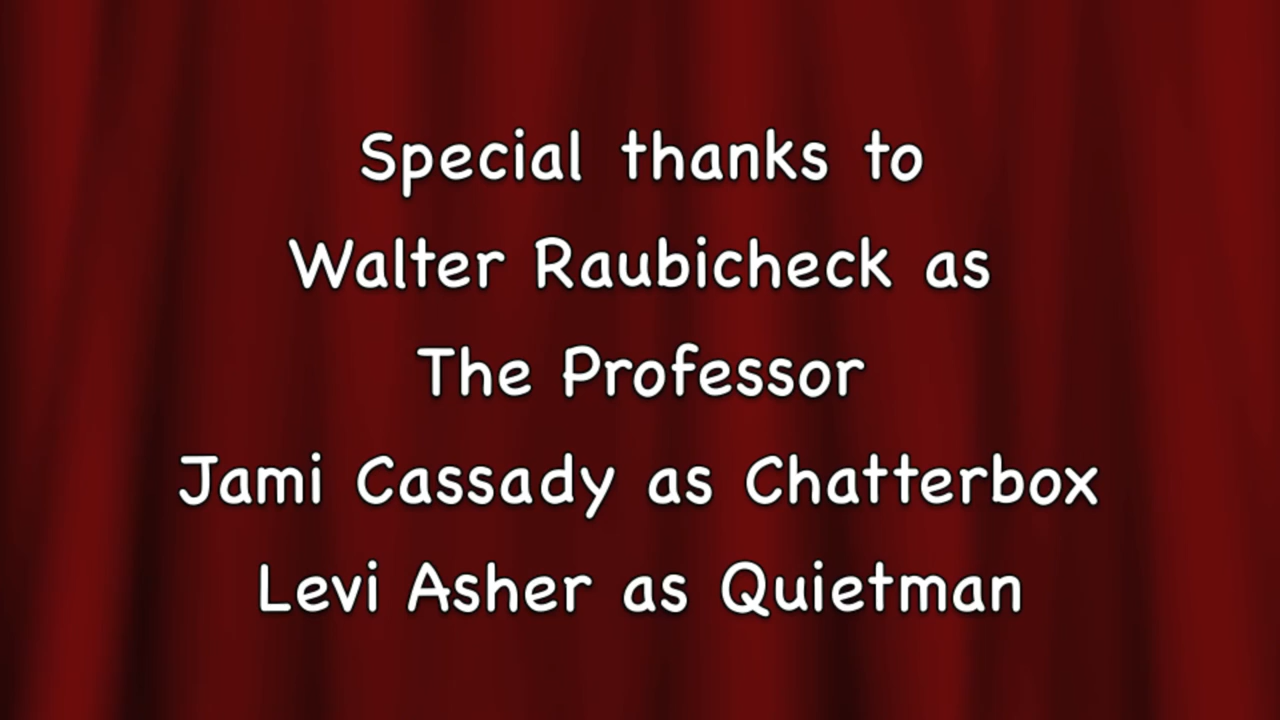 Special thanks to
Walter Raubicheck as
The Professor
Jami Cassady as Chatterbox
Levi Asher as Quietman